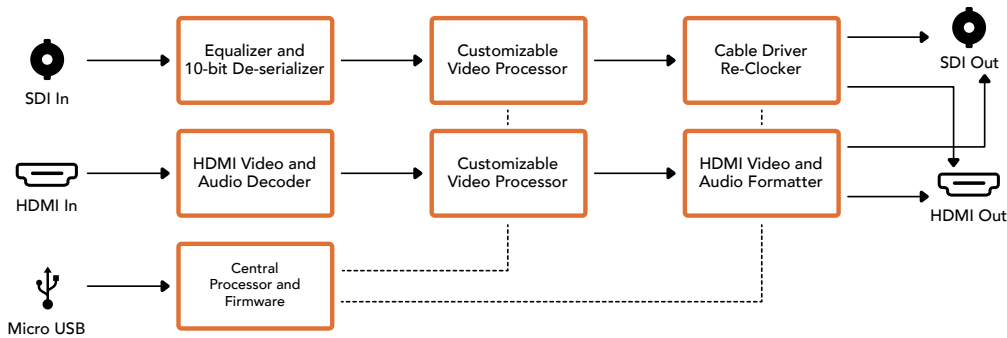 SDI In
Equalizer and
10-bit De-serializer
Customizable
Video Processor
Cable Driver
Re-Clocker
SDI Out
HDMI In
HDMI Video and
Audio Decoder
Customizable
Video Processor
HDMI Video and
Audio Formatter
HDMI Out
Micro USB
Central
Processor and
Firmware